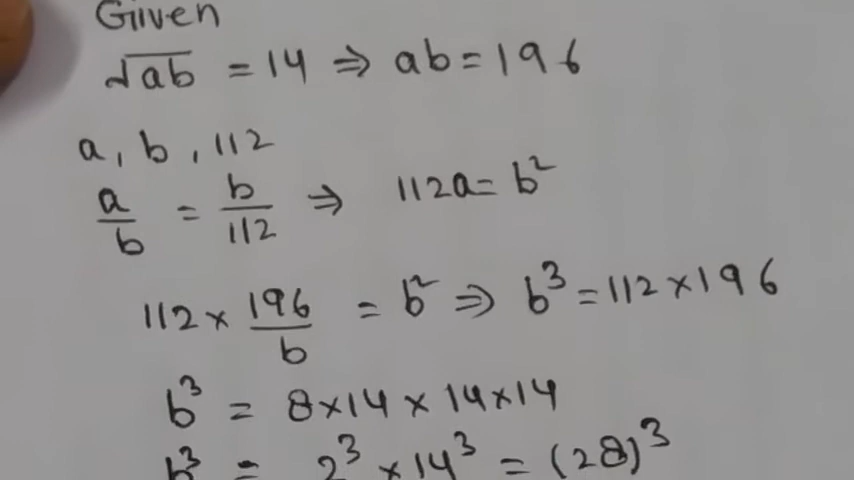 Given
√ab = 14 ⇒ ab = 196
a, b, 112
a/b = b/112 ⇒ 112a = b²
112 × 196/b = b² ⇒ b³ = 112 × 196
b³ = 8 × 14 × 14 × 14
b³ = 2³ × 14³ = (28)³